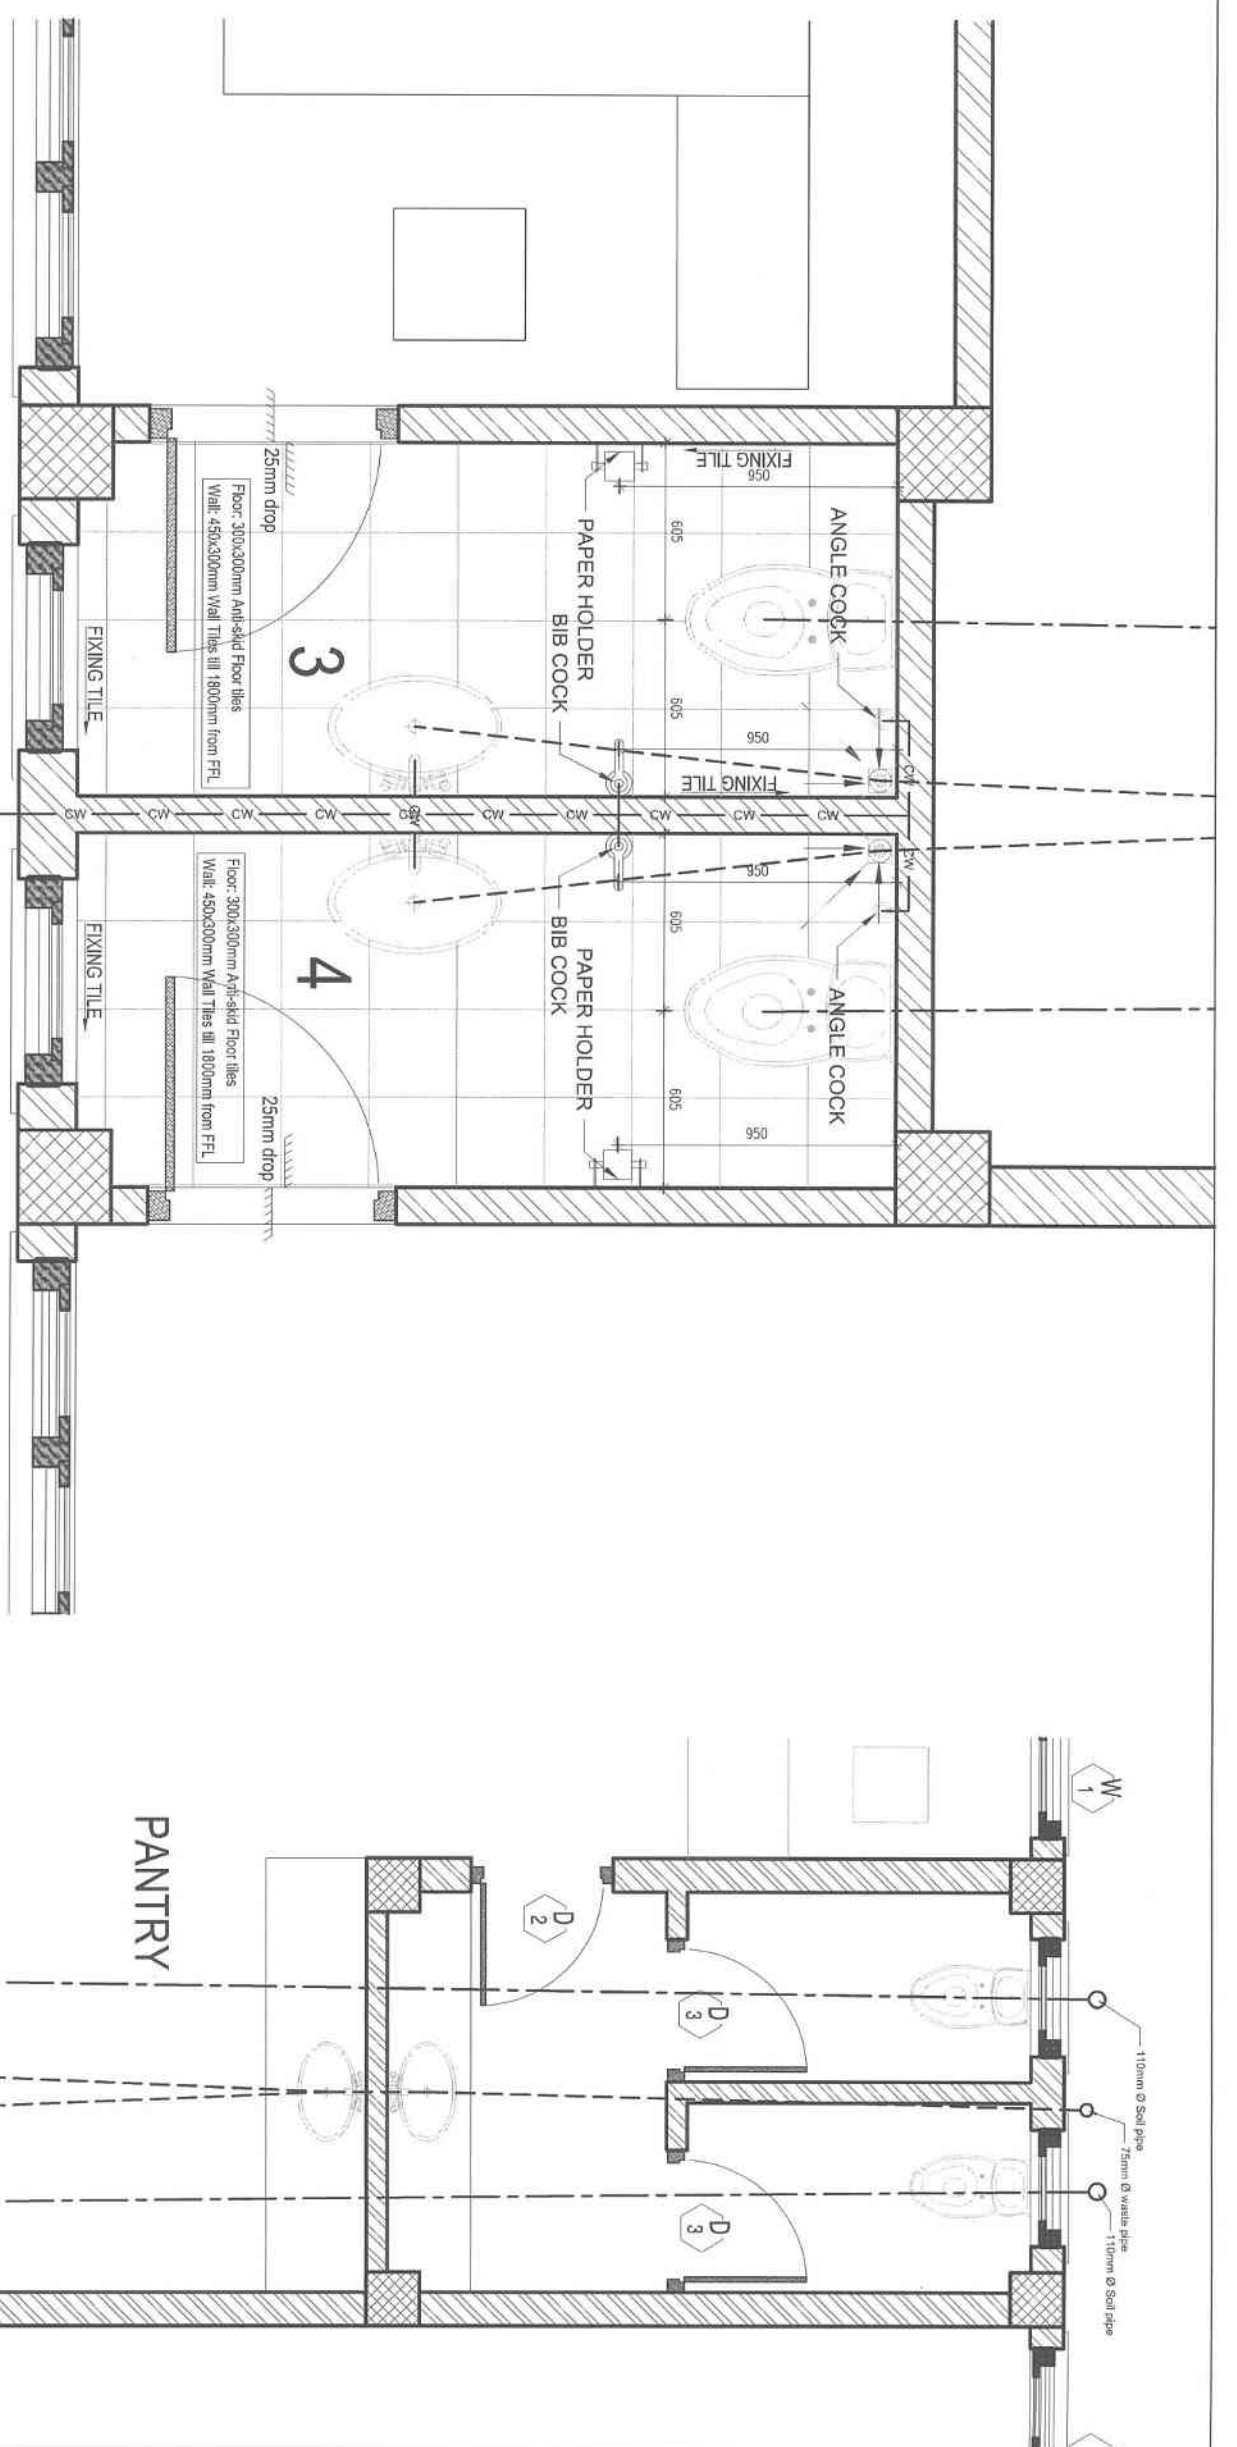 FIXING TILE
950
25mm drop
Floor: 300x300mm Anti-skid Floor tiles
Wall: 450x300mm Wall Tiles till 1800mm from FFL
605
ANGLE COCK
PAPER HOLDER
BIB COCK
3
FIXING TILE
605
950
FIXING TILE
CW
CW
CW CW CW CW CW CW CW CW CW CW
CW
950
Floor: 300x300mm Anti-skid Floor tiles
Wall: 450x300mm Wall Tiles till 1800mm from FFL
605
BIB COCK
PAPER HOLDER
4
FIXING TILE
ANGLE COCK
605
25mm drop
950
W
1
PANTRY
D
2
D
3
D
3
110mm Ø Soil pipe
75mm Ø waste pipe
110mm Ø Soil pipe